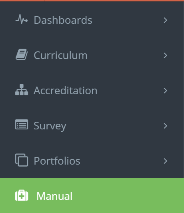 Dashboards
Curriculum
Accreditation
Survey
Portfolios
Manual